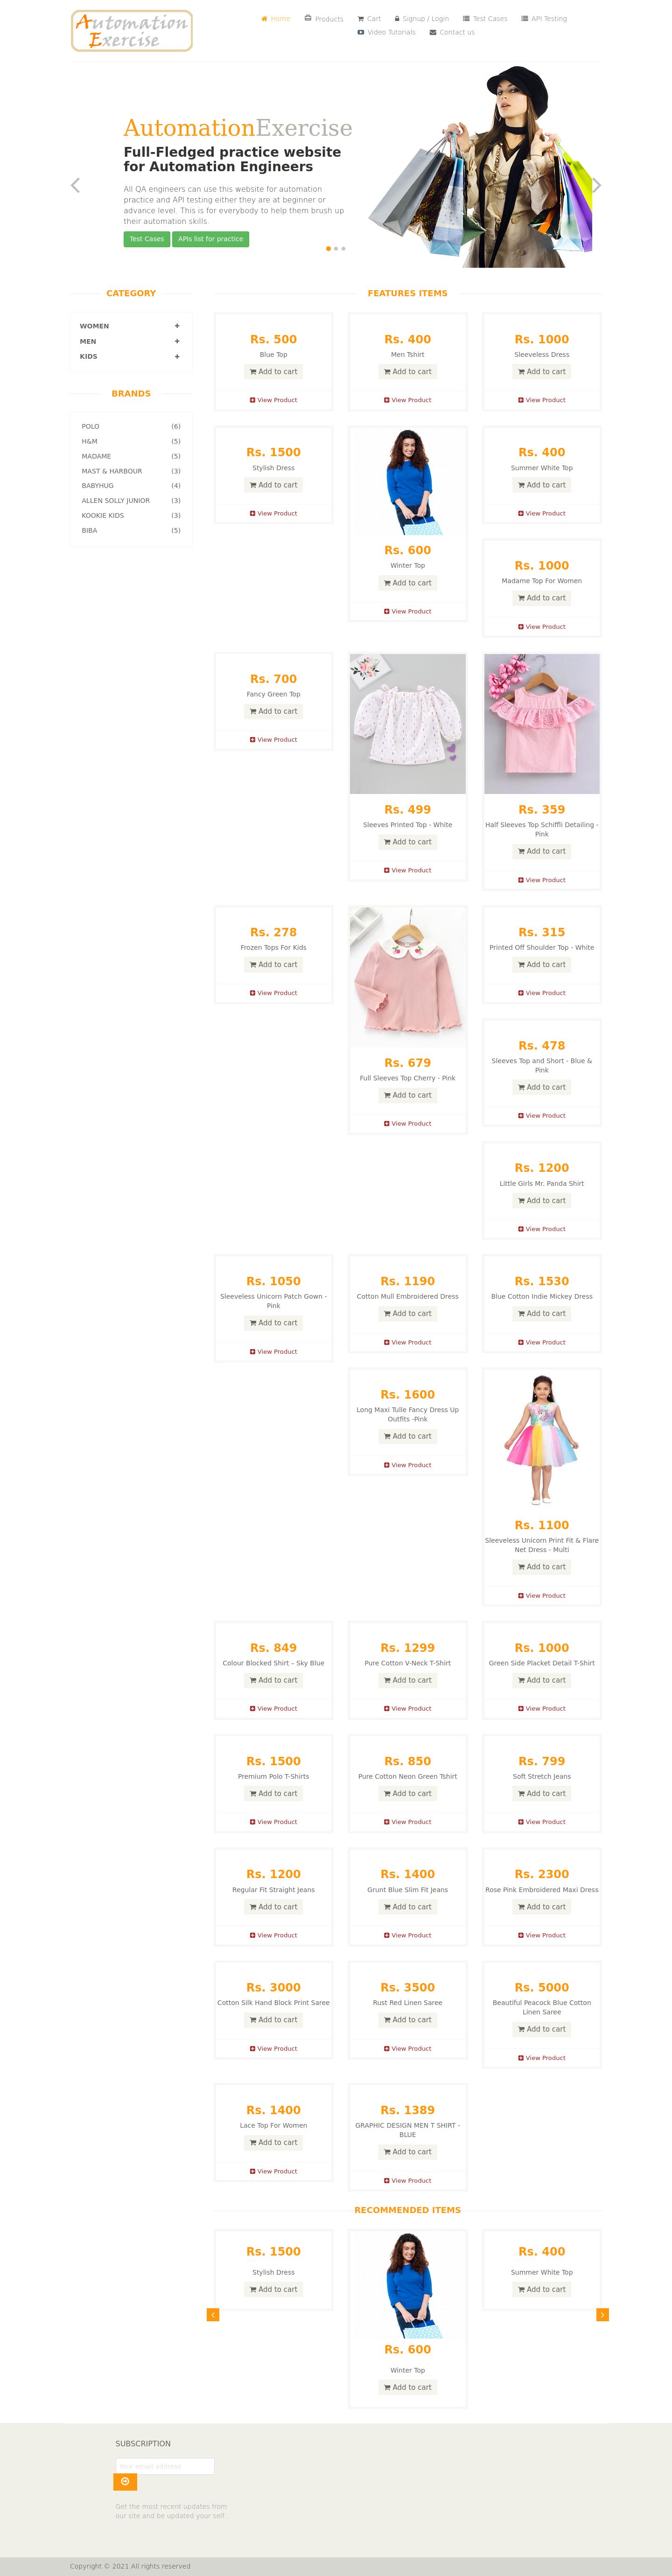 Automation
Exercise
Home
Products
Cart
Signup / Login
Test Cases
API Testing
Video Tutorials
Contact us
AutomationExercise
Full-Fledged practice website
for Automation Engineers
All QA engineers can use this website for automation
practice and API testing either they are at beginner or
advance level. This is for everybody to help them brush up
their automation skills.
Test Cases
APIs list for practice
CATEGORY
WOMEN
MEN
KIDS
BRANDS
POLO (6)
H&M (5)
MADAME (5)
MAST & HARBOUR (3)
BABYHUG (4)
ALLEN SOLLY JUNIOR (3)
KOOKIE KIDS (3)
BIBA (5)
FEATURES ITEMS
Rs. 500
Blue Top
Add to cart
View Product
Rs. 400
Men Tshirt
Add to cart
View Product
Rs. 1000
Sleeveless Dress
Add to cart
View Product
Rs. 1500
Stylish Dress
Add to cart
View Product
Rs. 600
Winter Top
Add to cart
View Product
Rs. 400
Summer White Top
Add to cart
View Product
Rs. 1000
Madame Top For Women
Add to cart
View Product
Rs. 700
Fancy Green Top
Add to cart
View Product
Rs. 499
Sleeves Printed Top - White
Add to cart
View Product
Rs. 359
Half Sleeves Top Schiffli Detailing -
Pink
Add to cart
View Product
Rs. 278
Frozen Tops For Kids
Add to cart
View Product
Rs. 679
Full Sleeves Top Cherry - Pink
Add to cart
View Product
Rs. 315
Printed Off Shoulder Top - White
Add to cart
View Product
Rs. 478
Sleeves Top and Short - Blue &
Pink
Add to cart
View Product
Rs. 1200
Little Girls Mr. Panda Shirt
Add to cart
View Product
Rs. 1050
Sleeveless Unicorn Patch Gown -
Pink
Add to cart
View Product
Rs. 1190
Cotton Mull Embroidered Dress
Add to cart
View Product
Rs. 1530
Blue Cotton Indie Mickey Dress
Add to cart
View Product
Rs. 1600
Long Maxi Tulle Fancy Dress Up
Outfits -Pink
Add to cart
View Product
Rs. 1100
Sleeveless Unicorn Print Fit & Flare
Net Dress - Multi
Add to cart
View Product
Rs. 849
Colour Blocked Shirt – Sky Blue
Add to cart
View Product
Rs. 1299
Pure Cotton V-Neck T-Shirt
Add to cart
View Product
Rs. 1000
Green Side Placket Detail T-Shirt
Add to cart
View Product
Rs. 1500
Premium Polo T-Shirts
Add to cart
View Product
Rs. 850
Pure Cotton Neon Green Tshirt
Add to cart
View Product
Rs. 799
Soft Stretch Jeans
Add to cart
View Product
Rs. 1200
Regular Fit Straight Jeans
Add to cart
View Product
Rs. 1400
Grunt Blue Slim Fit Jeans
Add to cart
View Product
Rs. 2300
Rose Pink Embroidered Maxi Dress
Add to cart
View Product
Rs. 3000
Cotton Silk Hand Block Print Saree
Add to cart
View Product
Rs. 3500
Rust Red Linen Saree
Add to cart
View Product
Rs. 5000
Beautiful Peacock Blue Cotton
Linen Saree
Add to cart
View Product
Rs. 1400
Lace Top For Women
Add to cart
View Product
Rs. 1389
GRAPHIC DESIGN MEN T SHIRT -
BLUE
Add to cart
View Product
RECOMMENDED ITEMS
Rs. 1500
Stylish Dress
Add to cart
Rs. 600
Winter Top
Add to cart
Rs. 400
Summer White Top
Add to cart
SUBSCRIPTION
Your email address
Get the most recent updates from
our site and be updated your self...
Copyright © 2021 All rights reserved